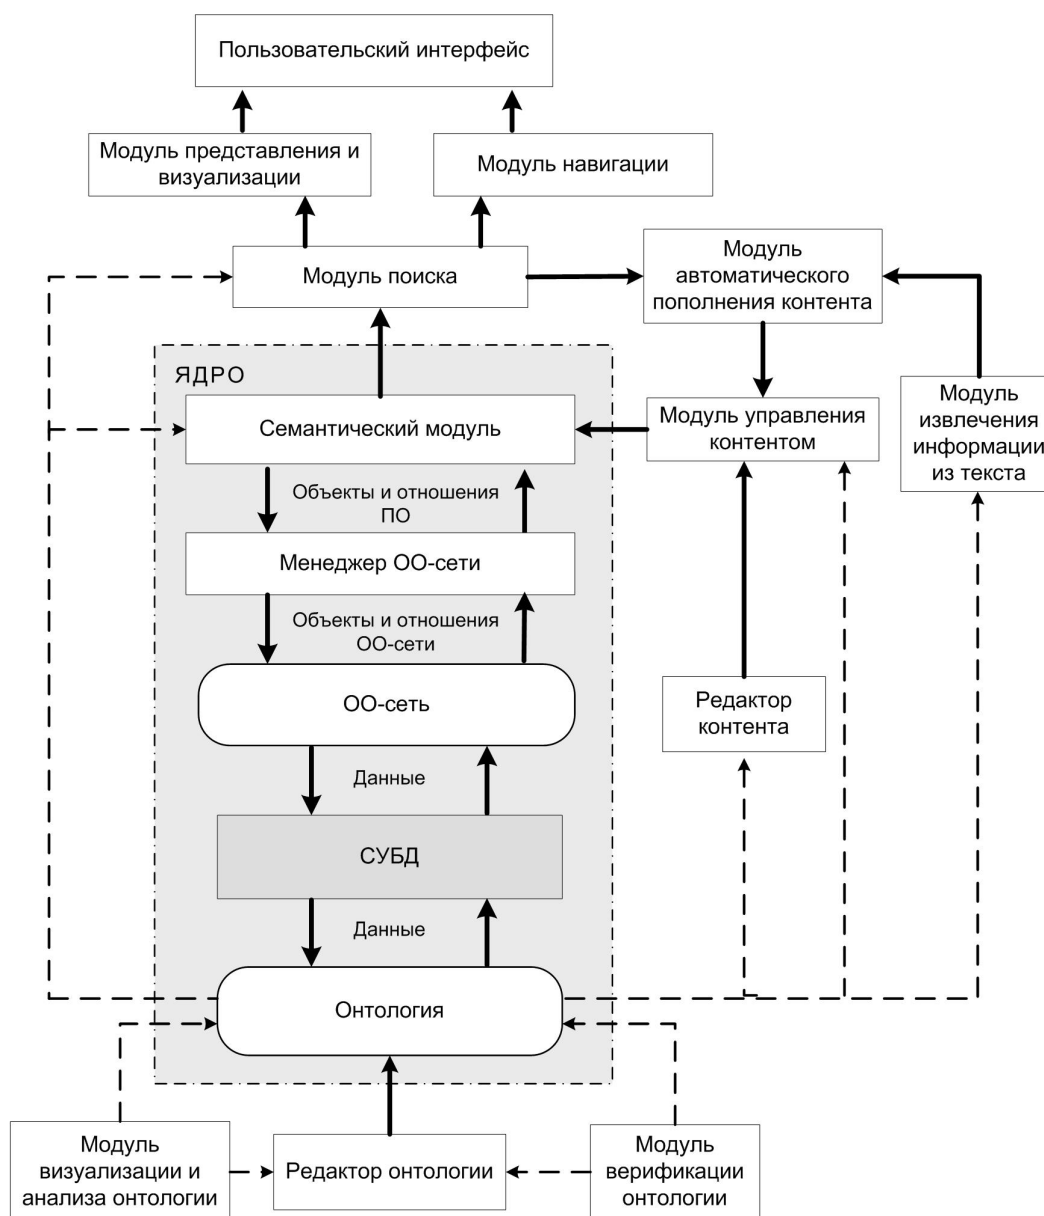 Пользовательский интерфейс
Модуль представления и
визуализации
Модуль навигации
Модуль поиска
Модуль
автоматического
пополнения контента
ЯДРО
Семантический модуль
Модуль управления
контентом
Модуль
извлечения
информации
из текста
Объекты и отношения
ПО
Менеджер ОО-сети
Объекты и отношения
ОО-сети
ОО-сеть
Редактор
контента
Данные
СУБД
Данные
Онтология
Модуль
визуализации и
анализа онтологии
Редактор онтологии
Модуль
верификации
онтологии